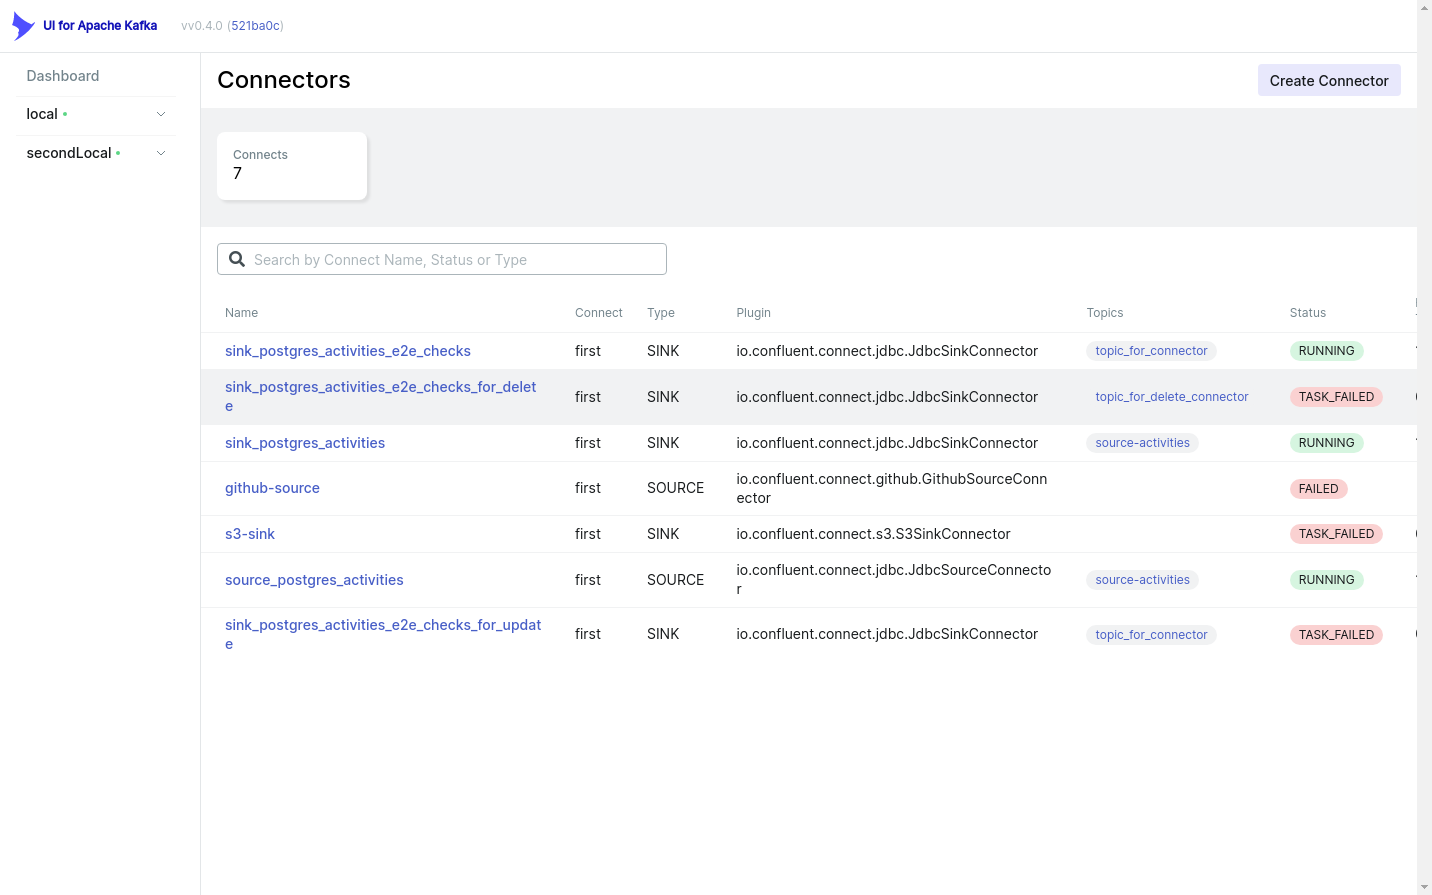 UI for Apache Kafka vv0.4.0 (521ba0c)
Dashboard
local
secondLocal
Connectors
Create Connector
Connects
7
Search by Connect Name, Status or Type
Name Connect Type Plugin Topics Status
sink_postgres_activities_e2e_checks first SINK io.confluent.connect.jdbc.JdbcSinkConnector topic_for_connector RUNNING
sink_postgres_activities_e2e_checks_for_delet
e
first SINK io.confluent.connect.jdbc.JdbcSinkConnector topic_for_delete_connector TASK_FAILED
sink_postgres_activities first SINK io.confluent.connect.jdbc.JdbcSinkConnector source-activities RUNNING
github-source first SOURCE
io.confluent.connect.github.GithubSourceConn
ector
FAILED
s3-sink first SINK io.confluent.connect.s3.S3SinkConnector TASK_FAILED
source_postgres_activities first SOURCE
io.confluent.connect.jdbc.JdbcSourceConnecto
r
source-activities RUNNING
sink_postgres_activities_e2e_checks_for_updat
e
first SINK io.confluent.connect.jdbc.JdbcSinkConnector topic_for_connector TASK_FAILED